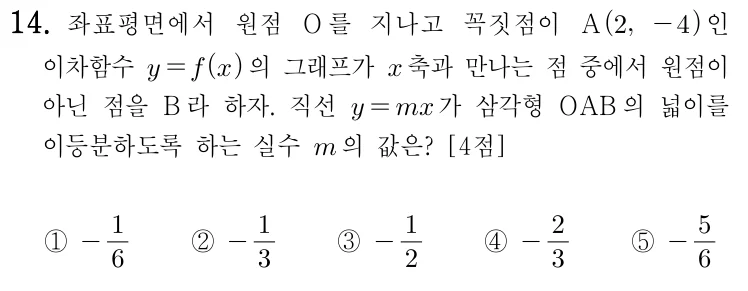 14. 좌표평면에서 원점 O를 지나고 꼭짓점이 A(2, −4)인
이차함수 y=f(x)의 그래프가 x축과 만나는 점 중에서 원점이
아닌 점을 B라 하자. 직선 y=mx가 삼각형 OAB의 넓이를
이등분하도록 하는 실수 m의 값은? [4점]
① −1/6 ② −1/3 ③ −1/2 ④ −2/3 ⑤ −5/6